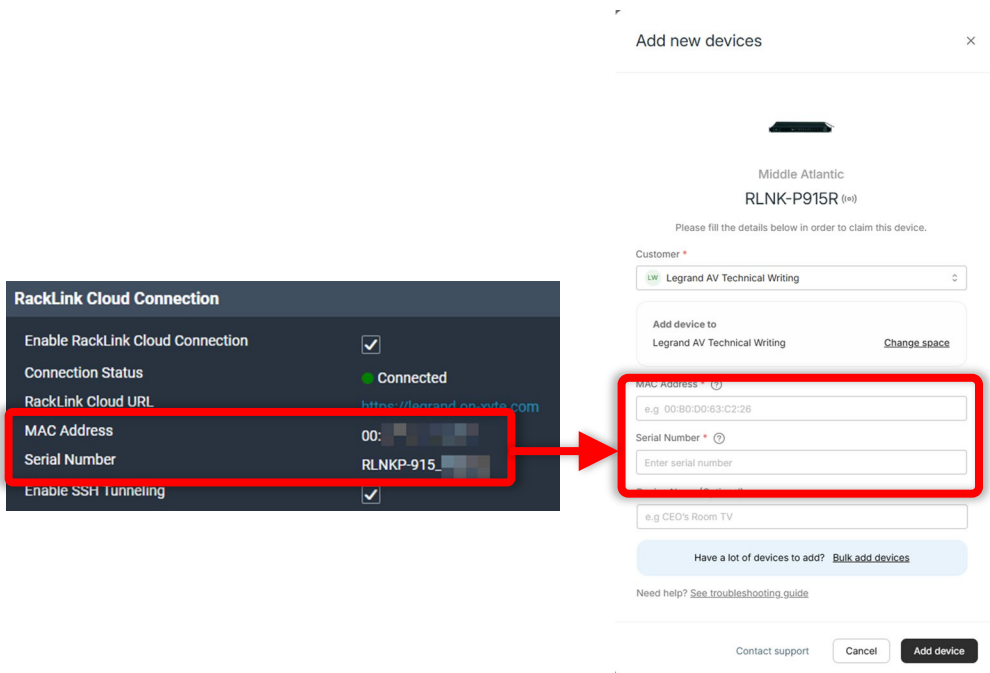 RackLink Cloud Connection
Enable RackLink Cloud Connection
Connection Status
Connected
RackLink Cloud URL
https://legrand.on-xyte.com
MAC Address
00:
Serial Number
RLNKP-915_
Enable SSH Tunneling
Add new devices
Middle Atlantic
RLNK-P915R
Please fill the details below in order to claim this device.
Customer *
LW Legrand AV Technical Writing
Add device to
Legrand AV Technical Writing
Change space
MAC Address * ?
e.g 00:B0:D0:63:C2:26
Serial Number * ?
Enter serial number
e.g CEO's Room TV
Have a lot of devices to add? Bulk add devices
Need help? See troubleshooting guide
Contact support
Cancel
Add device